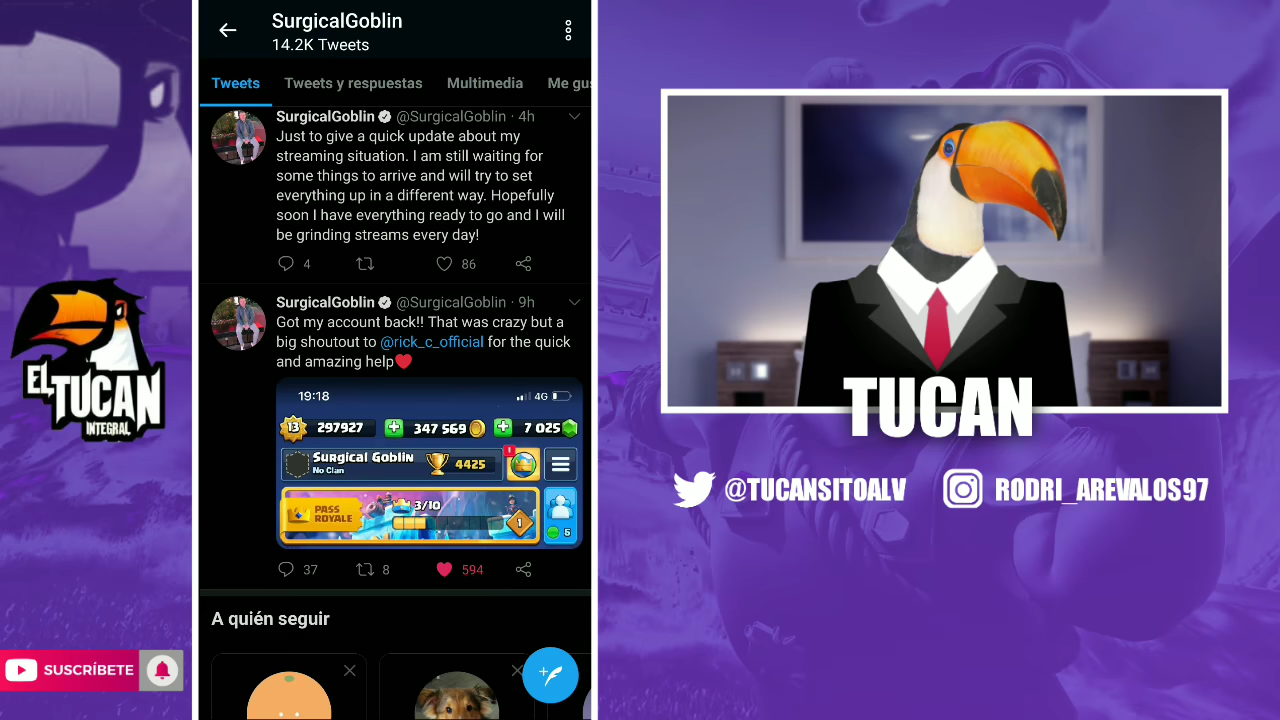 SurgicalGoblin
14.2K Tweets
Tweets
Tweets y respuestas
Multimedia
Me gus
SurgicalGoblin @SurgicalGoblin · 4h
Just to give a quick update about my
streaming situation. I am still waiting for
some things to arrive and will try to set
everything up in a different way. Hopefully
soon I have everything ready to go and I will
be grinding streams every day!
4
86
SurgicalGoblin @SurgicalGoblin · 9h
Got my account back!! That was crazy but a
big shoutout to @rick_c_official for the quick
and amazing help❤️
19:18
4G
13
297927
347 569
7 025
Surgical Goblin
No Clan
4425
PASS
ROYALE
3/10
1
5
37
8
594
A quién seguir
EL
TUCAN
INTEGRAL
SUSCRÍBETE
TUCAN
@TUCANSITOALV
RODRI_AREVALOS97